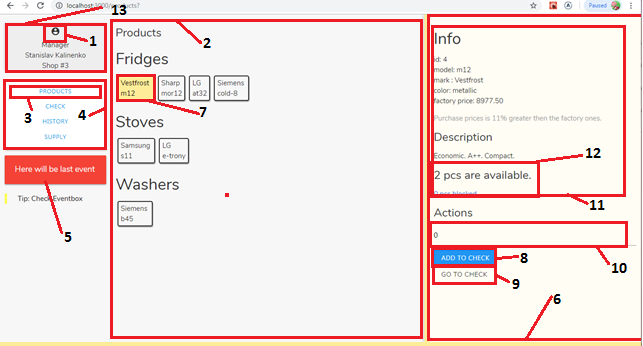 localhost:3000/products?
Paused
13
1
Manager
Stanislav Kalinenko
Shop #3
PRODUCTS
3
CHECK
4
HISTORY
SUPPLY
Here will be last event
Tip: Check Eventbox
5
Products
2
Fridges
Vestfrost
m12
Sharp
mor12
LG
at32
Siemens
cold-8
7
Stoves
Samsung
s11
LG
e-trony
Washers
Siemens
b45
Info
id: 4
model: m12
mark : Vestfrost
color: metallic
factory price: 8977.50
Purchase prices is 11% greater then the factory ones.
Description
12
Economic. A++. Compact.
2 pcs are available.
0 pcs blocked
11
Actions
0
10
ADD TO CHECK
8
GO TO CHECK
9
6